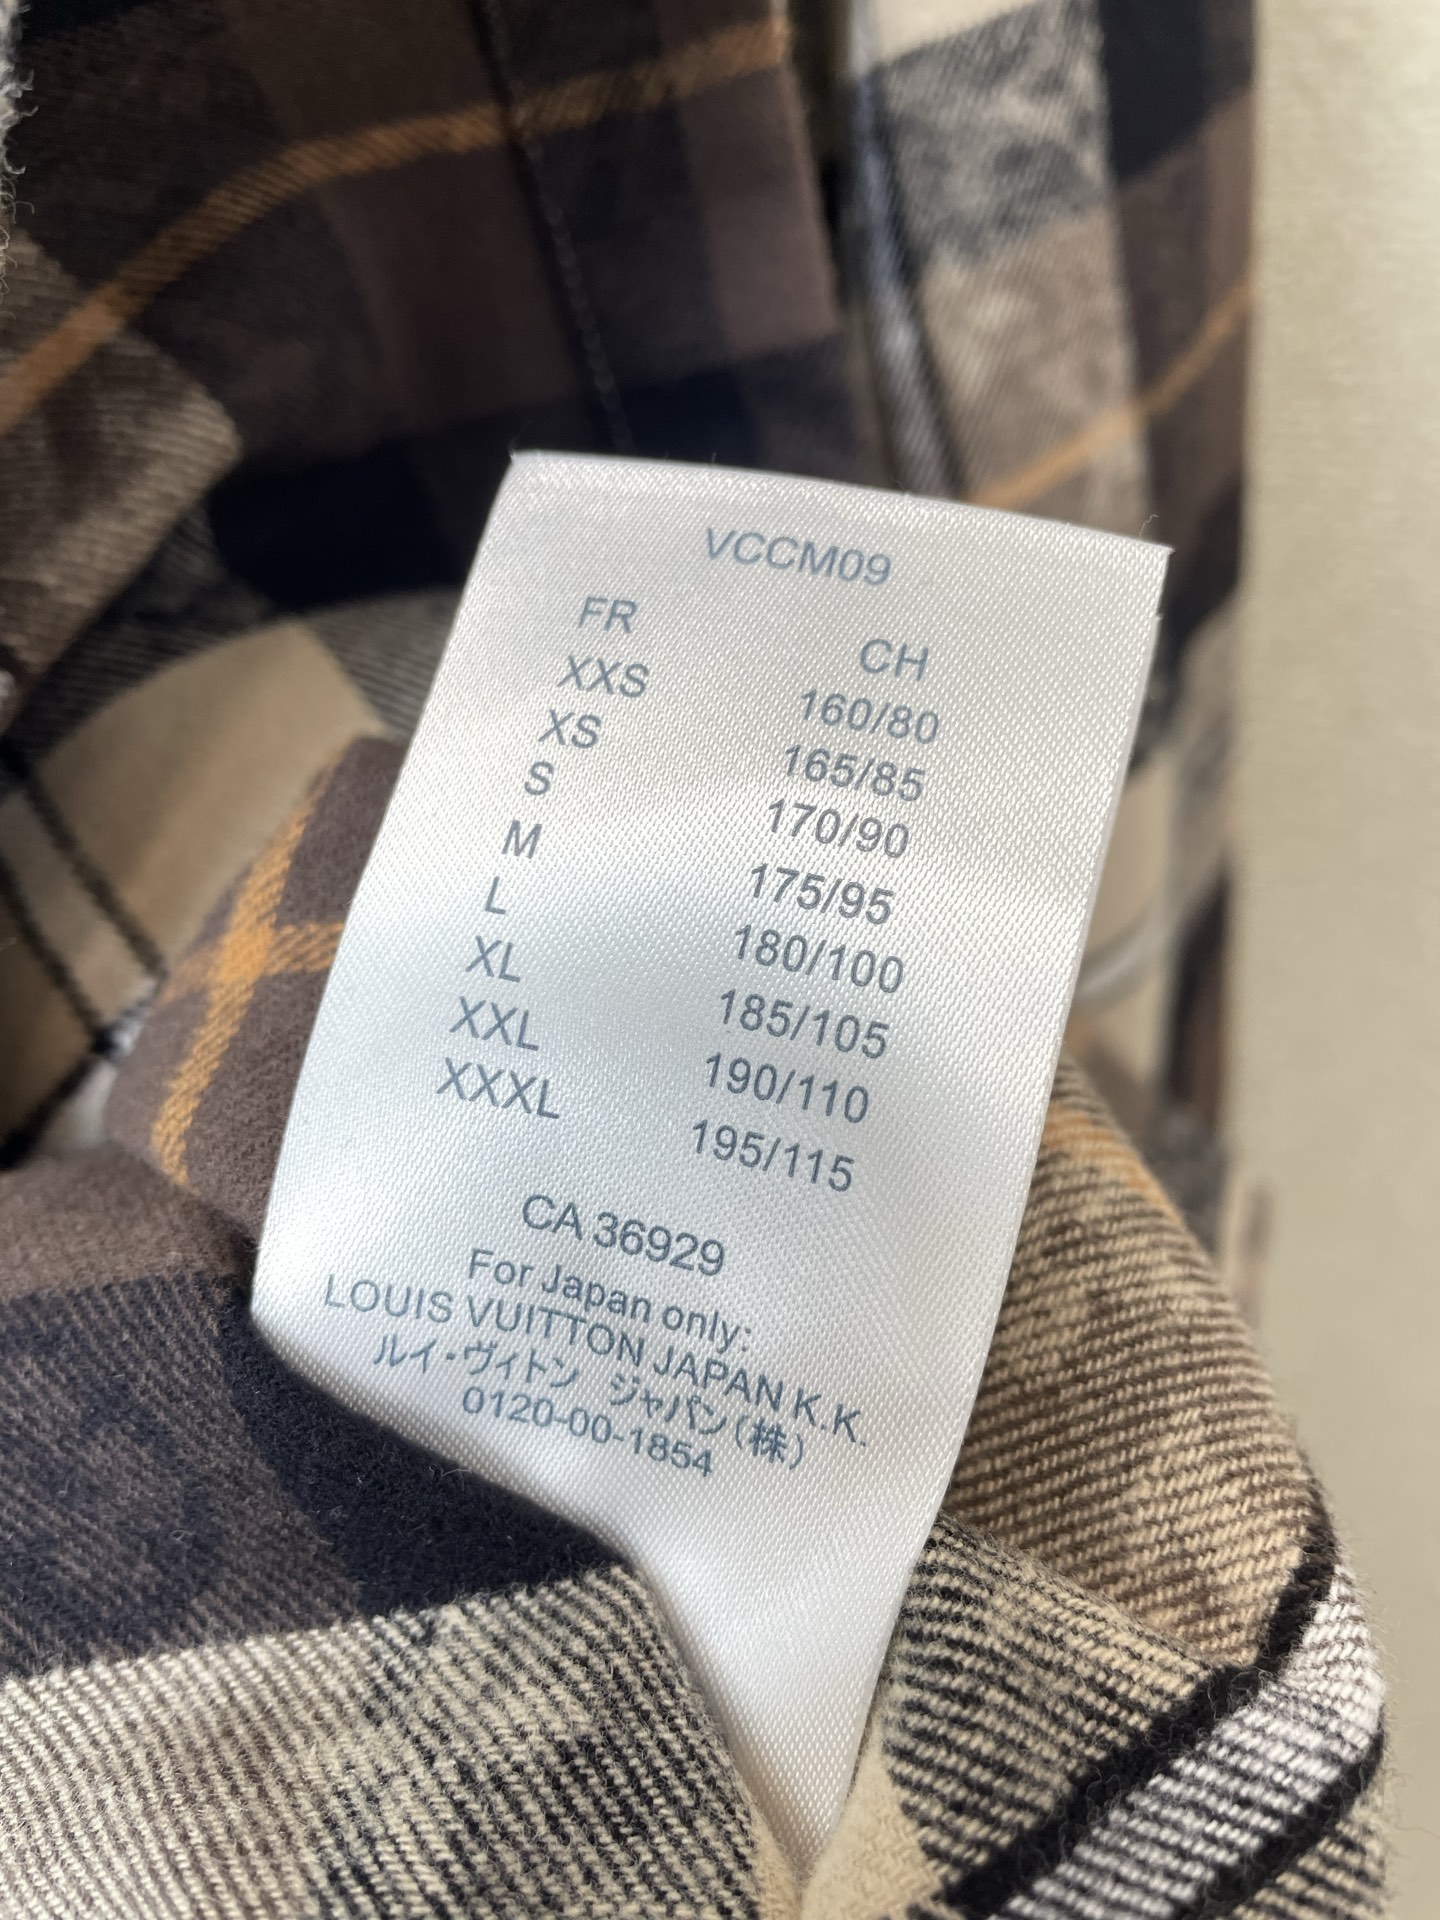 VCCM09
FR CH
XXS 160/80
XS 165/85
S 170/90
M 175/95
L 180/100
XL 185/105
XXL 190/110
XXXL 195/115
CA 36929
For Japan only:
LOUIS VUITTON JAPAN K.K.
ルイ・ヴィトン ジャパン(株)
0120-00-1854